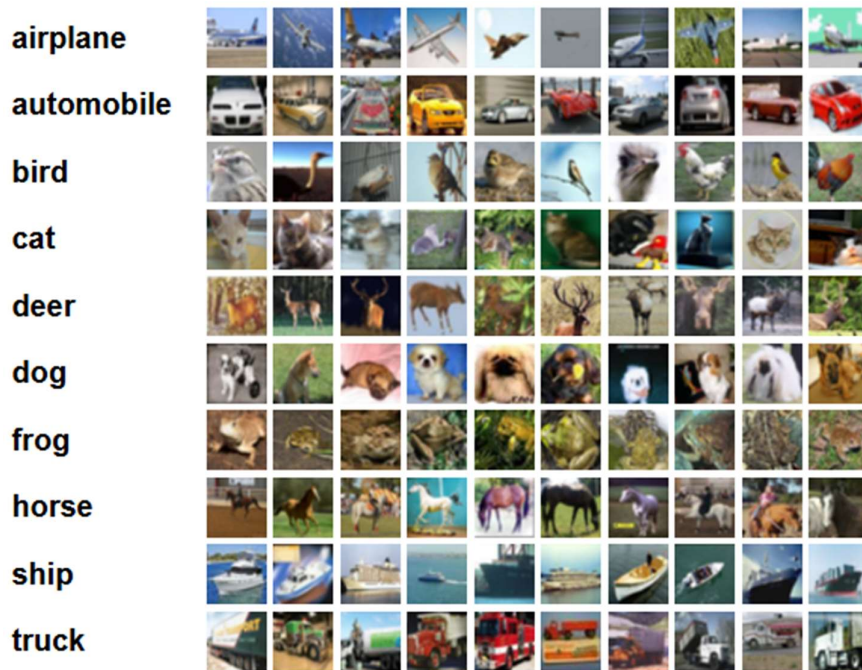 airplane
automobile
bird
cat
deer
dog
frog
horse
ship
truck